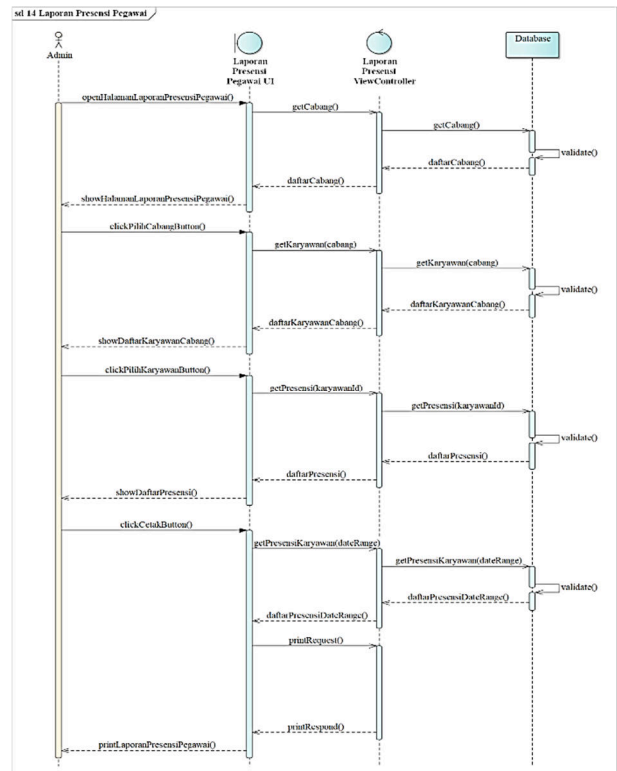 sd 14 Laporan Presensi Pegawai
Admin
Laporan
Presensi
Pegawai UI
Laporan
Presensi
ViewController
Database
openHalamanLaporanPresensiPegawai()
getCabang()
getCabang()
validate()
daftarCabang()
daftarCabang()
showHalamanLaporanPresensiPegawai()
clickPilihCabangButton()
getKaryawan(cabang)
getKaryawan(cabang)
validate()
daftarKaryawanCabang()
daftarKaryawanCabang()
showDaftarKaryawanCabang()
clickPilihKaryawanButton()
getPresensi(karyawanId)
getPresensi(karyawanId)
validate()
daftarPresensi()
daftarPresensi()
showDaftarPresensi()
clickCetakButton()
getPresensiKaryawan(dateRange)
getPresensiKaryawan(dateRange)
validate()
daftarPresensiDateRange()
daftarPresensiDateRange()
printRequest()
printRespond()
printLaporanPresensiPegawai()